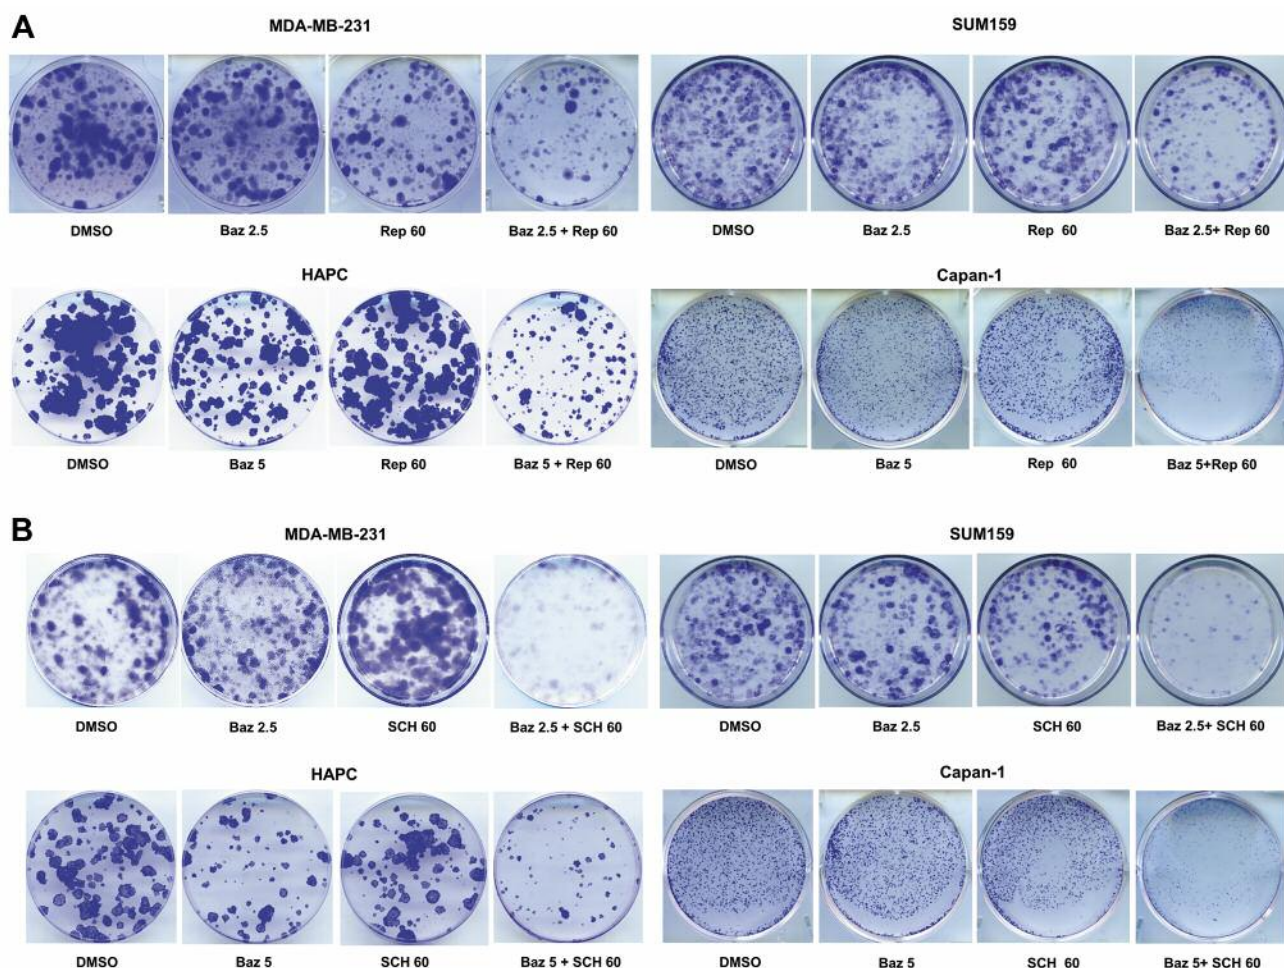 A
MDA-MB-231 SUM159
DMSO Baz 2.5 Rep 60 Baz 2.5 + Rep 60 DMSO Baz 2.5 Rep 60 Baz 2.5+ Rep 60
HAPC Capan-1
DMSO Baz 5 Rep 60 Baz 5 + Rep 60 DMSO Baz 5 Rep 60 Baz 5+Rep 60
B
MDA-MB-231 SUM159
DMSO Baz 2.5 SCH 60 Baz 2.5 + SCH 60 DMSO Baz 2.5 SCH 60 Baz 2.5+ SCH 60
HAPC Capan-1
DMSO Baz 5 SCH 60 Baz 5 + SCH 60 DMSO Baz 5 SCH 60 Baz 5+ SCH 60